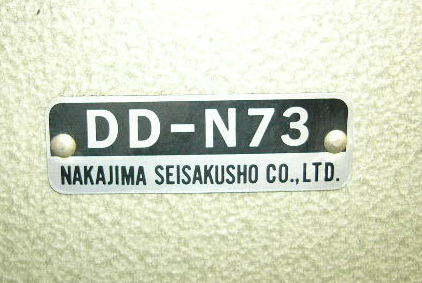 DD-N73
NAKAJIMA SEISAKUSHO CO.,LTD.